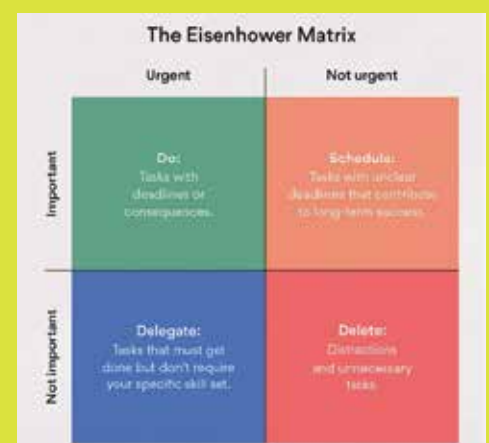 The Eisenhower Matrix
Urgent
Not urgent
Important
Do:
Tasks with
deadlines or
consequences.
Schedule:
Tasks with unclear
deadlines that contribute
to long-term success.
Not important
Delegate:
Tasks that must get
done but don't require
your specific skill set.
Delete:
Distractions
and unnecessary
tasks.